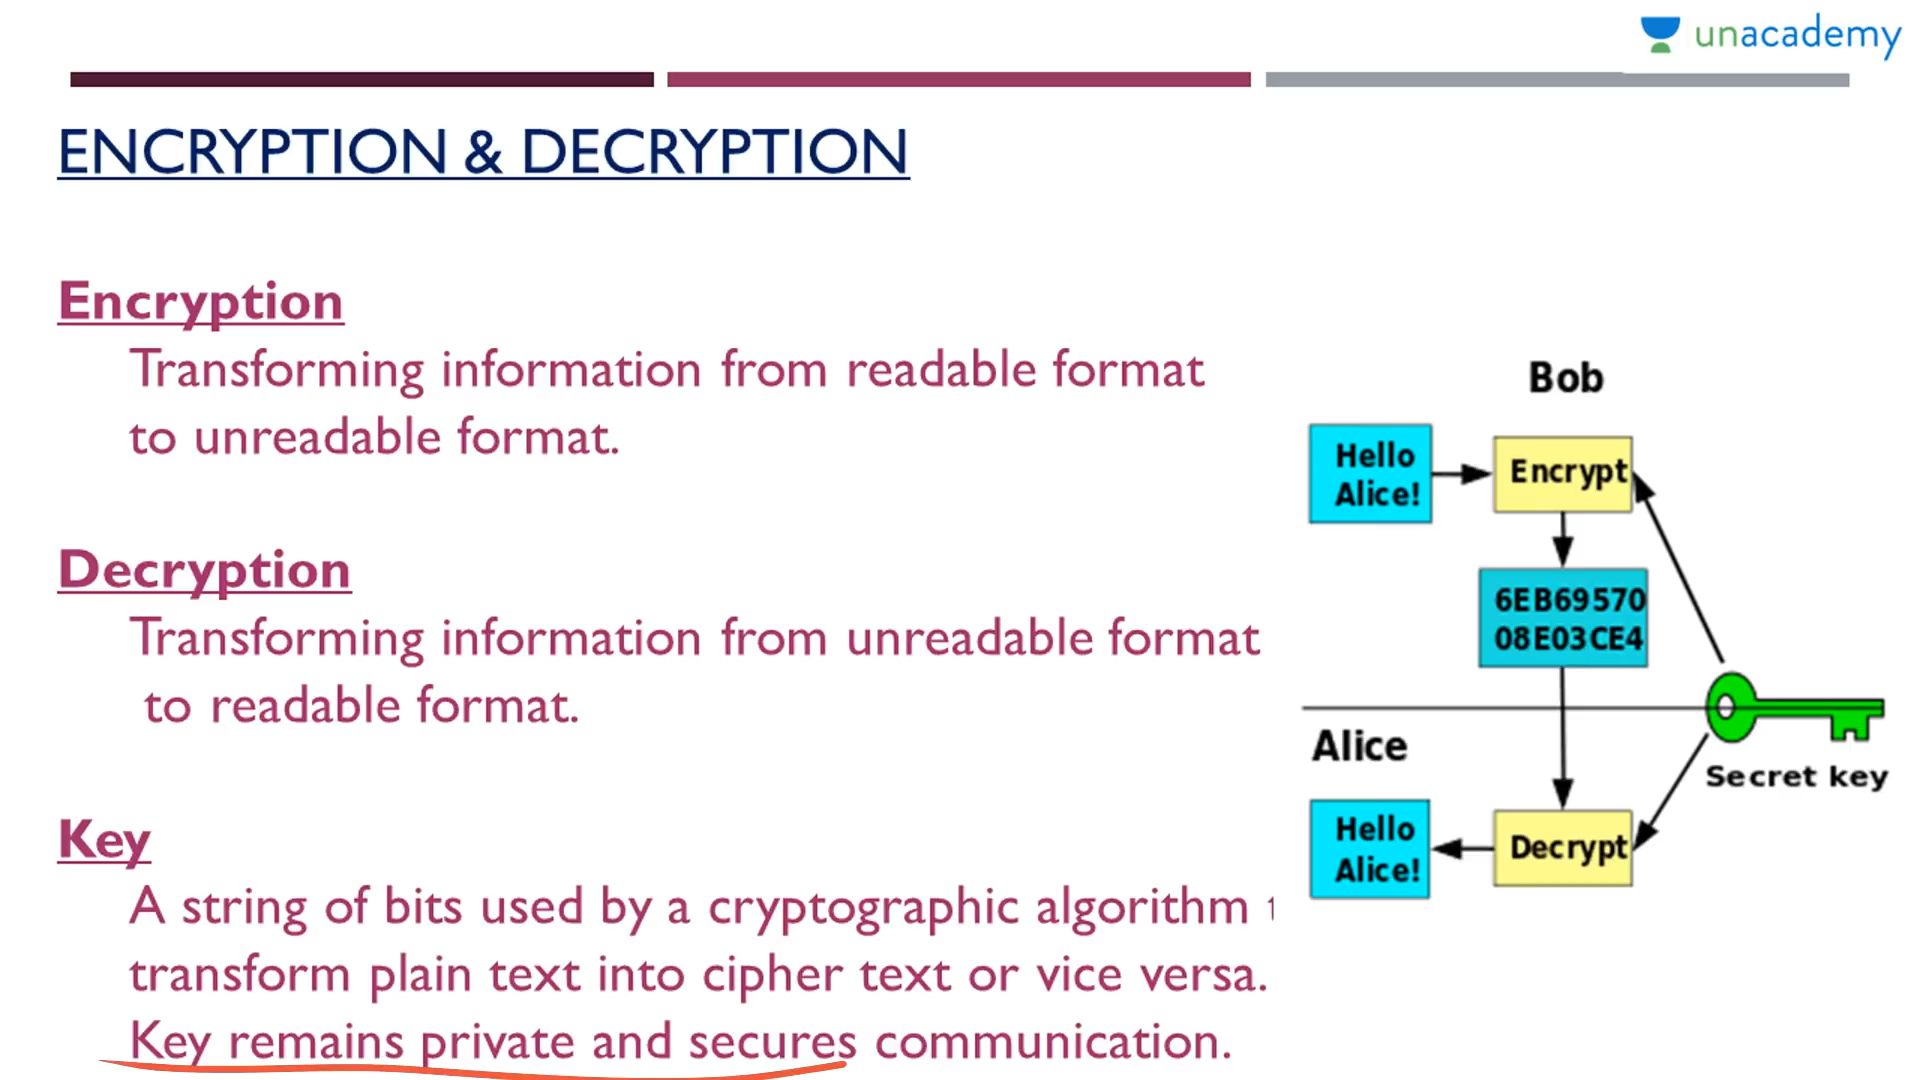 unacademy
ENCRYPTION & DECRYPTION
Encryption
Transforming information from readable format
to unreadable format.
Decryption
Transforming information from unreadable format
to readable format.
Key
A string of bits used by a cryptographic algorithm
transform plain text into cipher text or vice versa.
Key remains private and secures communication.
Bob
Hello
Alice!
Encrypt
6EB69570
08E03CE4
Alice
Secret key
Hello
Alice!
Decrypt